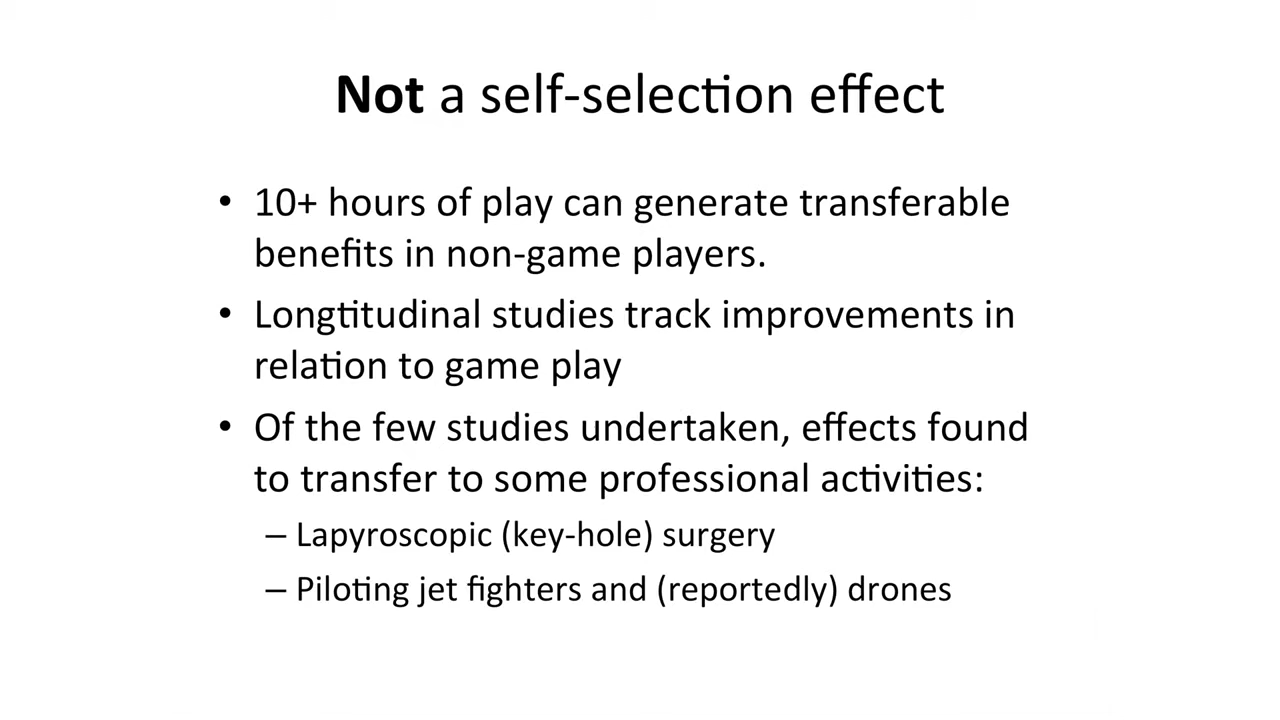 Not a self-selection effect
• 10+ hours of play can generate transferable
benefits in non-game players.
• Longtitudinal studies track improvements in
relation to game play
• Of the few studies undertaken, effects found
to transfer to some professional activities:
– Lapyroscopic (key-hole) surgery
– Piloting jet fighters and (reportedly) drones